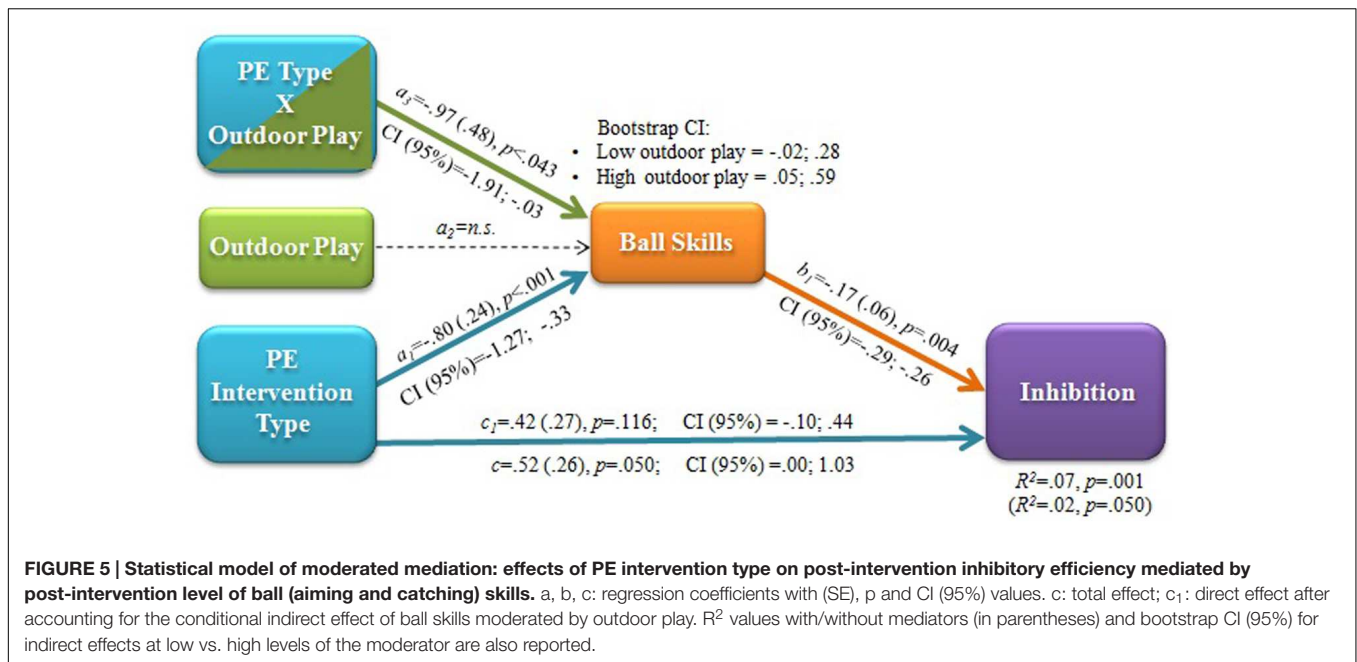 PE Type
X
Outdoor Play
a3=-.97 (.48), p<.043
CI (95%)=-1.91; -.03
Bootstrap CI:
• Low outdoor play = -.02; .28
• High outdoor play = .05; .59
Outdoor Play
a2=n.s.
Ball Skills
PE
Intervention
Type
a1=-.80 (.24), p<.001
CI (95%)=-1.27; -.33
b1=-.17 (.06), p=.004
CI (95%)=-.29; -.26
Inhibition
c1=.42 (.27), p=.116; CI (95%) = -.10; .44
c=.52 (.26), p=.050; CI (95%) =.00; 1.03
R²=.07, p=.001
(R²=.02, p=.050)
FIGURE 5 | Statistical model of moderated mediation: effects of PE intervention type on post-intervention inhibitory efficiency mediated by
post-intervention level of ball (aiming and catching) skills. a, b, c: regression coefficients with (SE), p and CI (95%) values. c: total effect; c1: direct effect after
accounting for the conditional indirect effect of ball skills moderated by outdoor play. R² values with/without mediators (in parentheses) and bootstrap CI (95%) for
indirect effects at low vs. high levels of the moderator are also reported.